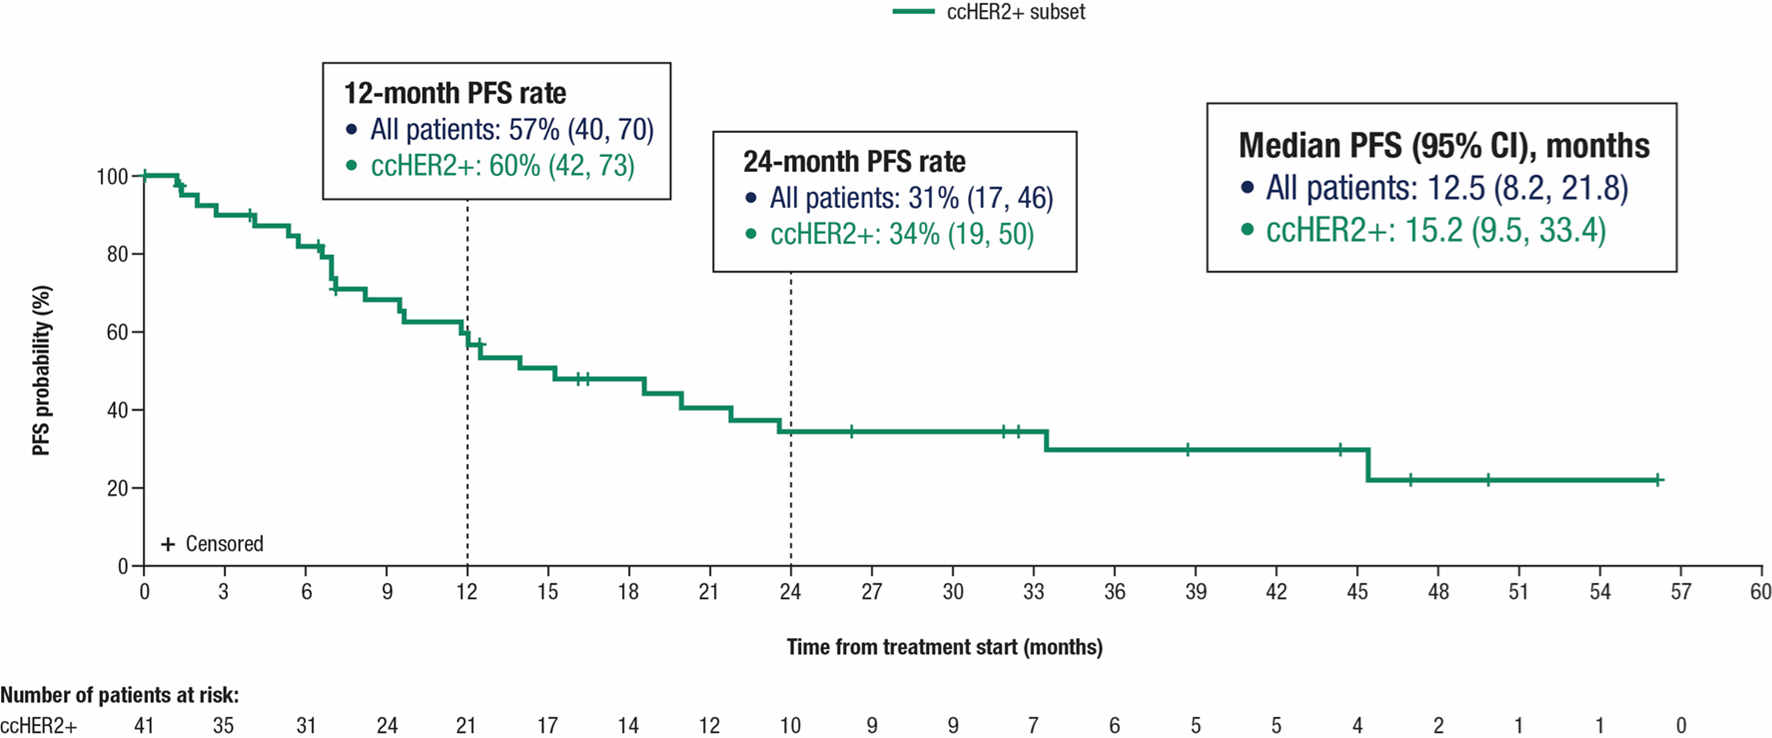 ccHER2+ subset
12-month PFS rate
• All patients: 57% (40, 70)
• ccHER2+: 60% (42, 73)
24-month PFS rate
• All patients: 31% (17, 46)
• ccHER2+: 34% (19, 50)
Median PFS (95% CI), months
• All patients: 12.5 (8.2, 21.8)
• ccHER2+: 15.2 (9.5, 33.4)
PFS probability (%)
100
80
60
40
20
0
+ Censored
0 3 6 9 12 15 18 21 24 27 30 33 36 39 42 45 48 51 54 57 60
Time from treatment start (months)
Number of patients at risk:
ccHER2+ 41 35 31 24 21 17 14 12 10 9 9 7 6 5 5 4 2 1 1 0